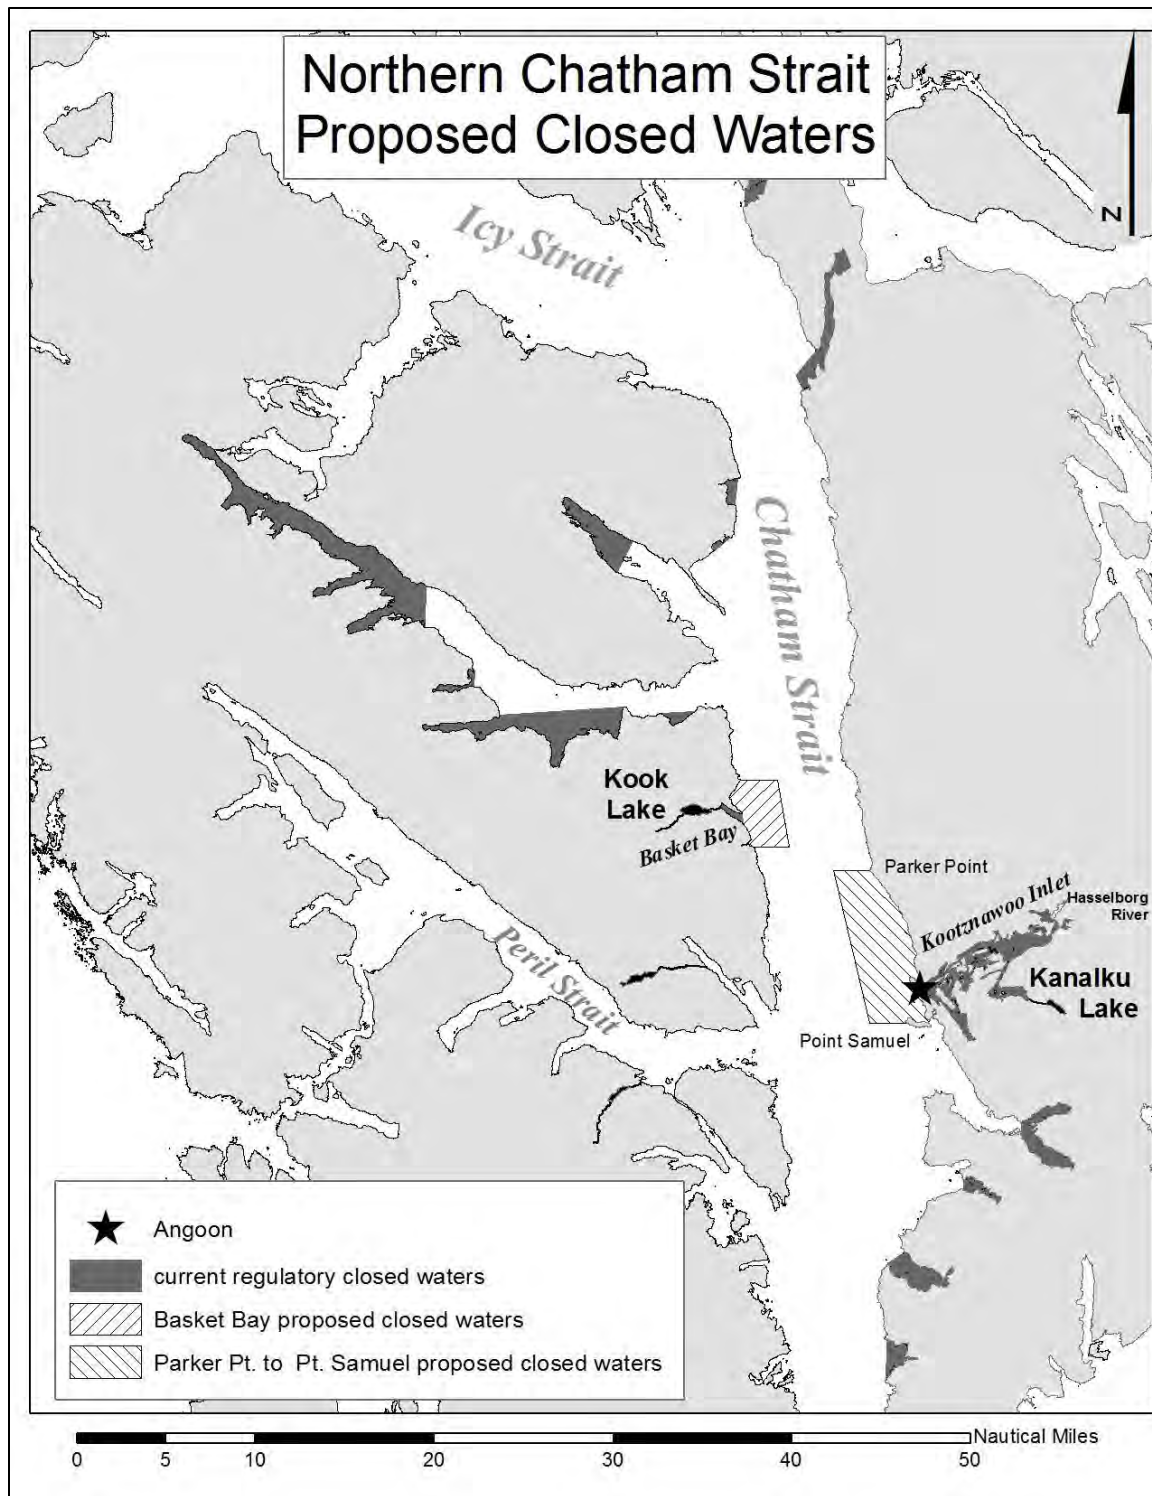 Northern Chatham Strait
Proposed Closed Waters
N
Icy Strait
Chatham Strait
Kook
Lake
Basket Bay
Parker Point
Kootznawoo Inlet
Hasselborg
River
Peril Strait
Kanalku
Lake
Point Samuel
Angoon
current regulatory closed waters
Basket Bay proposed closed waters
Parker Pt. to Pt. Samuel proposed closed waters
Nautical Miles
0 5 10 20 30 40 50